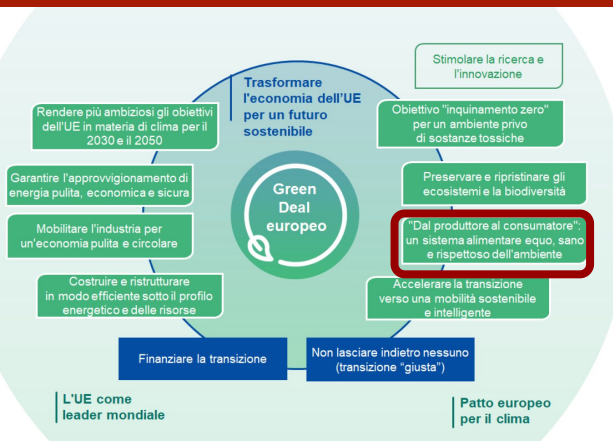 Stimolare la ricerca e
l'innovazione
Trasformare
l'economia dell'UE
per un futuro
sostenibile
Rendere più ambiziosi gli obiettivi
dell'UE in materia di clima per il
2030 e il 2050
Obiettivo "inquinamento zero"
per un ambiente privo
di sostanze tossiche
Garantire l'approvvigionamento di
energia pulita, economica e sicura
Preservare e ripristinare gli
ecosistemi e la biodiversità
Green
Deal
europeo
Mobilitare l'industria per
un'economia pulita e circolare
"Dal produttore al consumatore":
un sistema alimentare equo, sano
e rispettoso dell'ambiente
Costruire e ristrutturare
in modo efficiente sotto il profilo
energetico e delle risorse
Accelerare la transizione
verso una mobilità sostenibile
e intelligente
Finanziare la transizione
Non lasciare indietro nessuno
(transizione "giusta")
L'UE come
leader mondiale
Patto europeo
per il clima